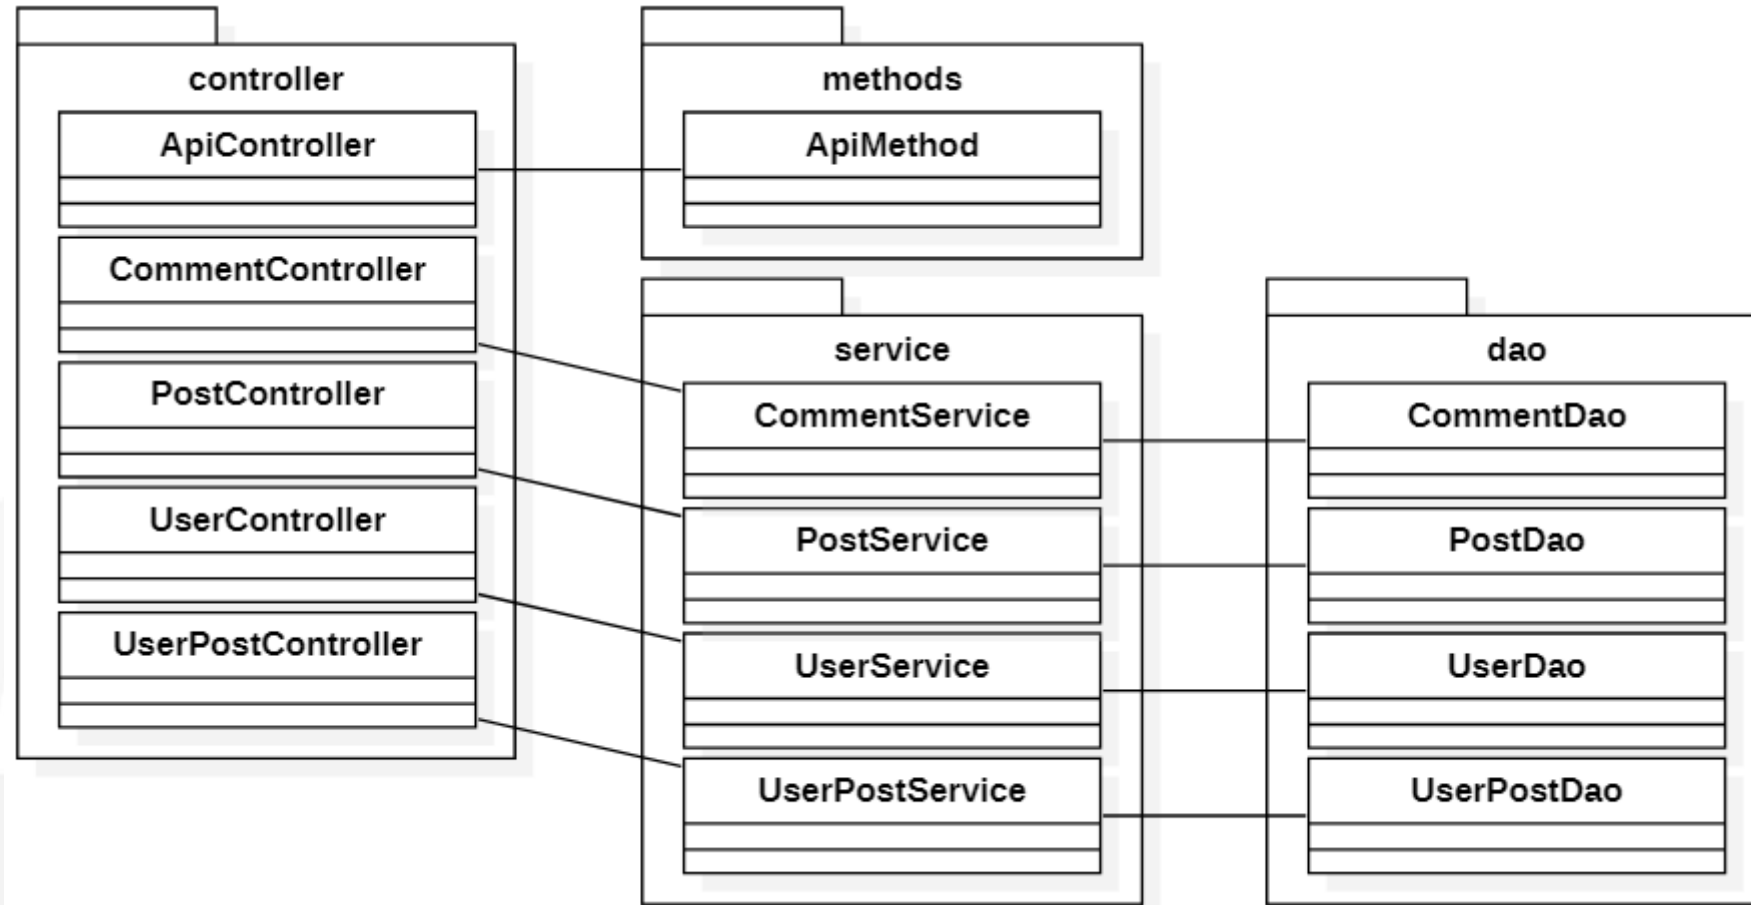 controller
ApiController
CommentController
PostController
UserController
UserPostController
methods
ApiMethod
service
CommentService
PostService
UserService
UserPostService
dao
CommentDao
PostDao
UserDao
UserPostDao